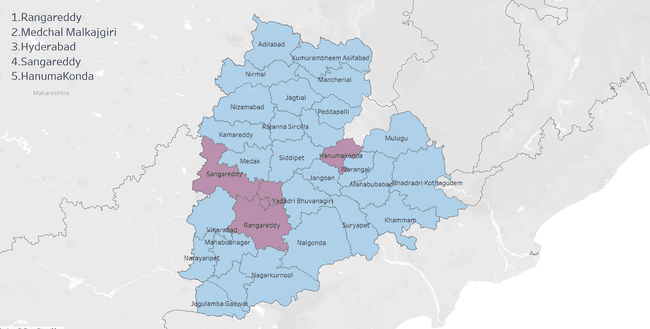 1.Rangareddy
2.Medchal Malkajgiri
3.Hyderabad
4.Sangareddy
5.HanumaKonda
Maharashtra
Adilabad
Kumurambheem Asifabad
Nirmal
Mancherial
Jagtial
Nizamabad
Peddapalli
Rajanna Sircilla
Kamareddy
Mulugu
Medak
Siddipet
Hanumakonda
Warangal
Sangareddy
Jangoan
Mahabubabad
Bhadradri Kothagudem
Yadadri Bhuvanagiri
Rangareddy
Suryapet
Khammam
Vikarabad
Mahabubnagar
Nalgonda
Narayanpet
Nagarkurnool
Jogulamba Gadwal